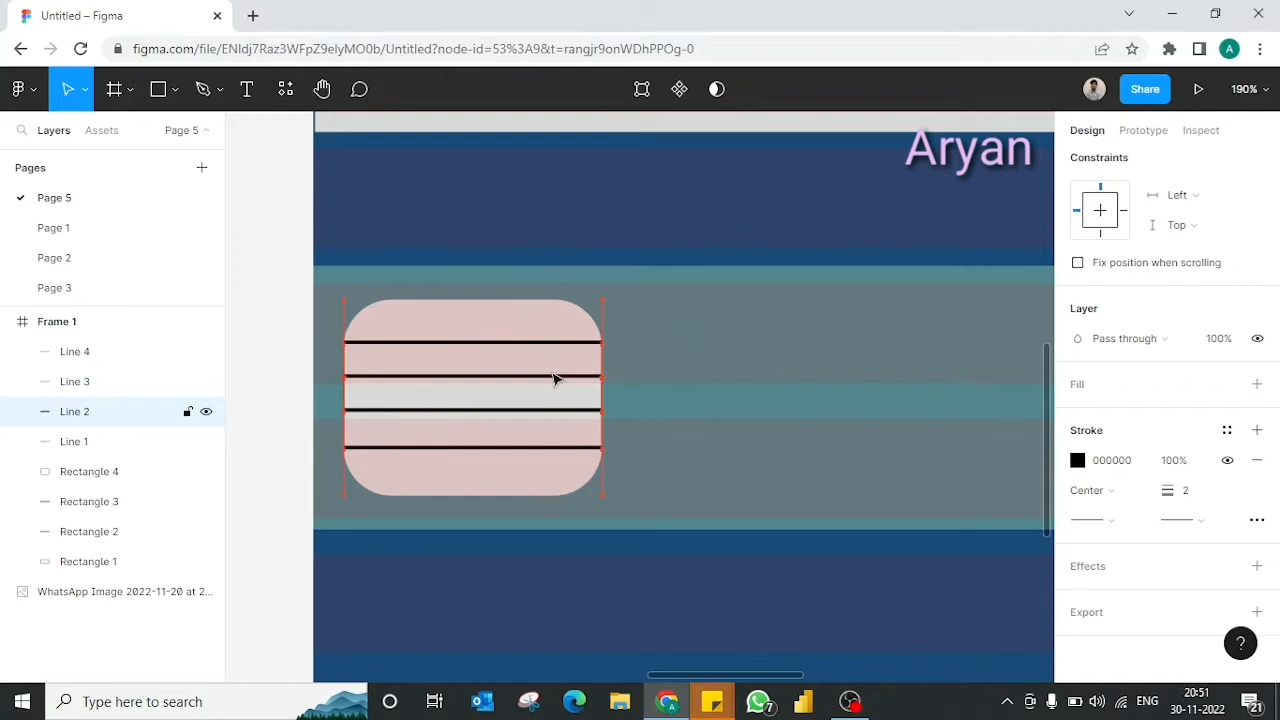 Untitled – Figma
figma.com/file/ENIdj7Raz3WFpZ9elyMO0b/Untitled?node-id=53%3A9&t=rangjr9onWDhPPOg-0
A
Share
190%
Layers
Assets
Page 5
Pages
Page 5
Page 1
Page 2
Page 3
Frame 1
Line 4
Line 3
Line 2
Line 1
Rectangle 4
Rectangle 3
Rectangle 2
Rectangle 1
WhatsApp Image 2022-11-20 at 2...
Aryan
Design
Prototype
Inspect
Constraints
Left
Top
Fix position when scrolling
Layer
Pass through
100%
Fill
Stroke
000000
100%
Center
2
Effects
Export
?
Type here to search
7
ENG
20:51
30-11-2022
21